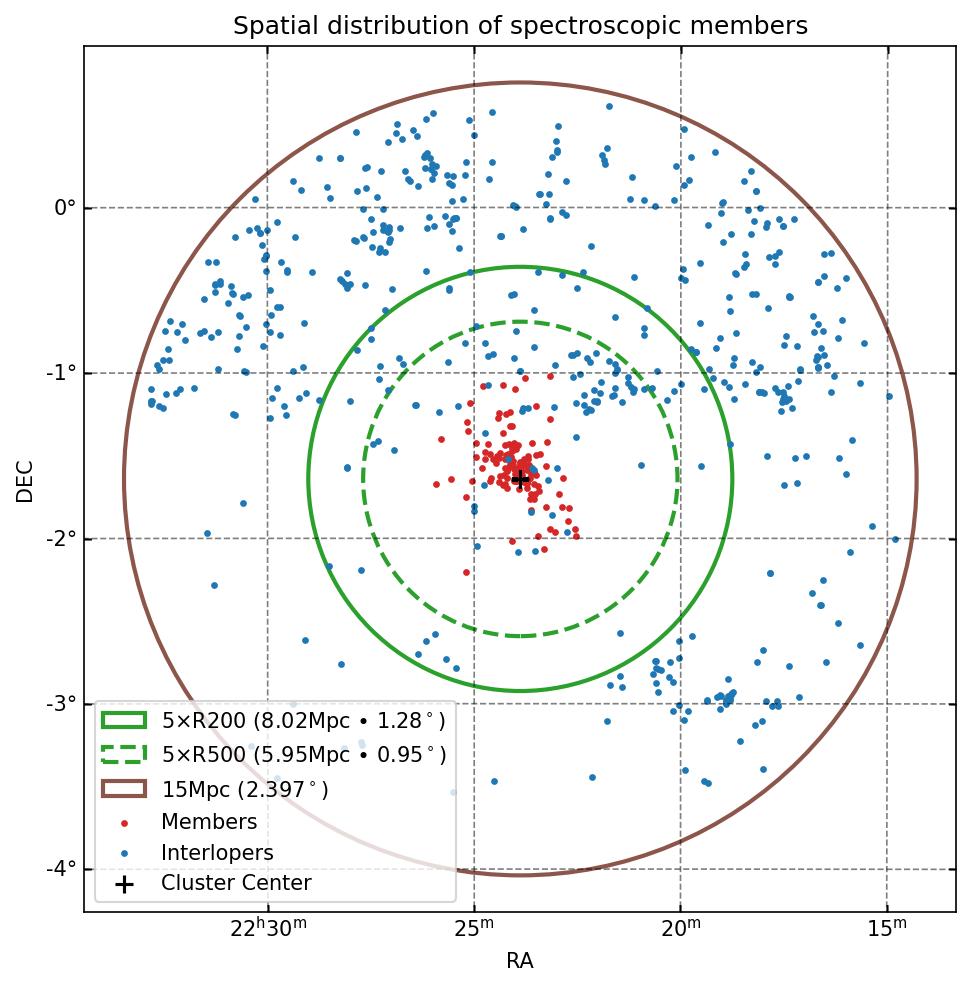 Spatial distribution of spectroscopic members
DEC
0°
-1°
-2°
-3°
-4°
5×R200 (8.02Mpc • 1.28°)
5×R500 (5.95Mpc • 0.95°)
15Mpc (2.397°)
Members
Interlopers
Cluster Center
22h30m
25m
20m
15m
RA